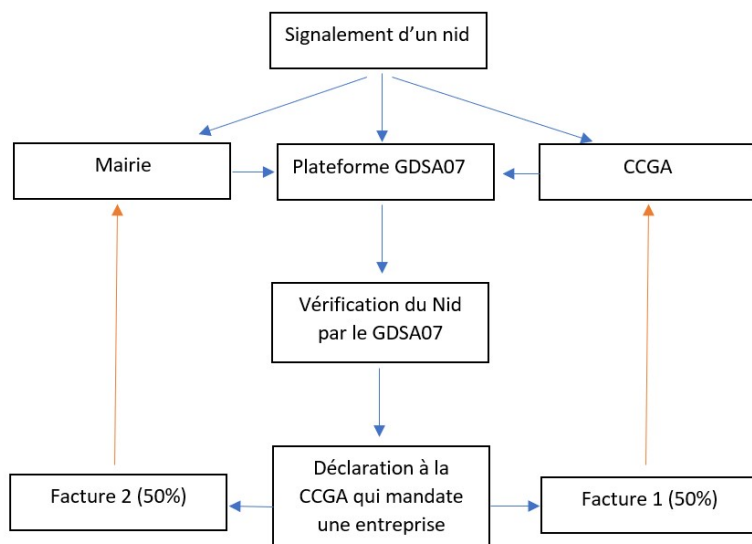 Signalement d’un nid
Mairie
Plateforme GDSA07
CCGA
Vérification du Nid
par le GDSA07
Facture 2 (50%)
Déclaration à la
CCGA qui mandate
une entreprise
Facture 1 (50%)